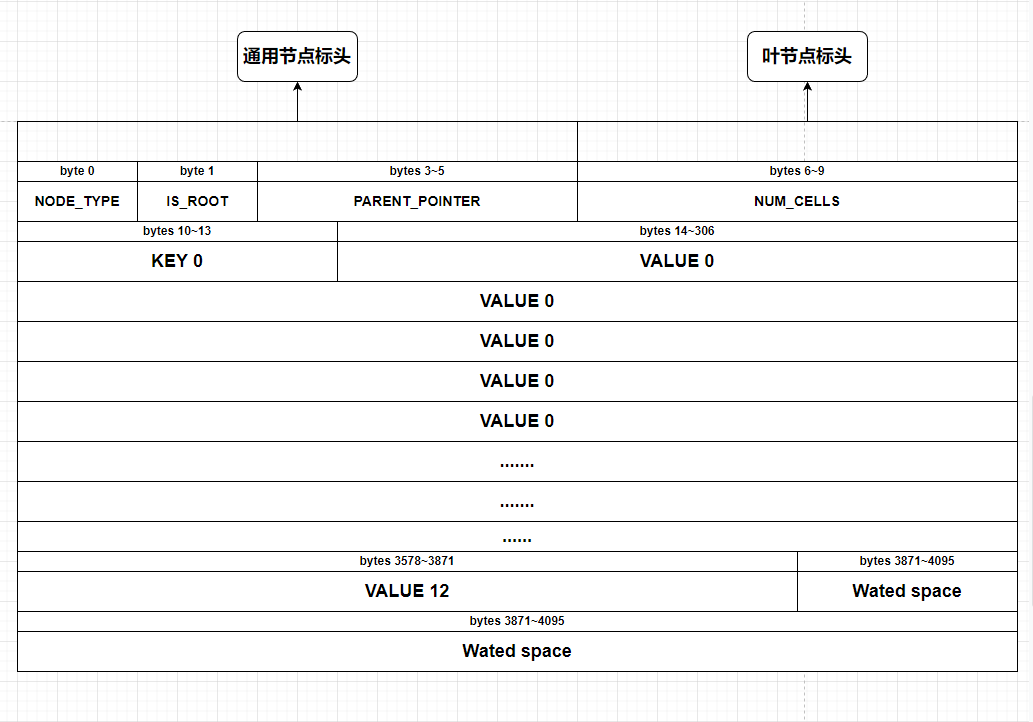 通用节点标头 叶节点标头
byte 0 byte 1 bytes 3~5 bytes 6~9
NODE_TYPE IS_ROOT PARENT_POINTER NUM_CELLS
bytes 10~13 bytes 14~306
KEY 0 VALUE 0
VALUE 0
VALUE 0
VALUE 0
VALUE 0
.......
.......
......
bytes 3578~3871 bytes 3871~4095
VALUE 12 Wated space
bytes 3871~4095
Wated space